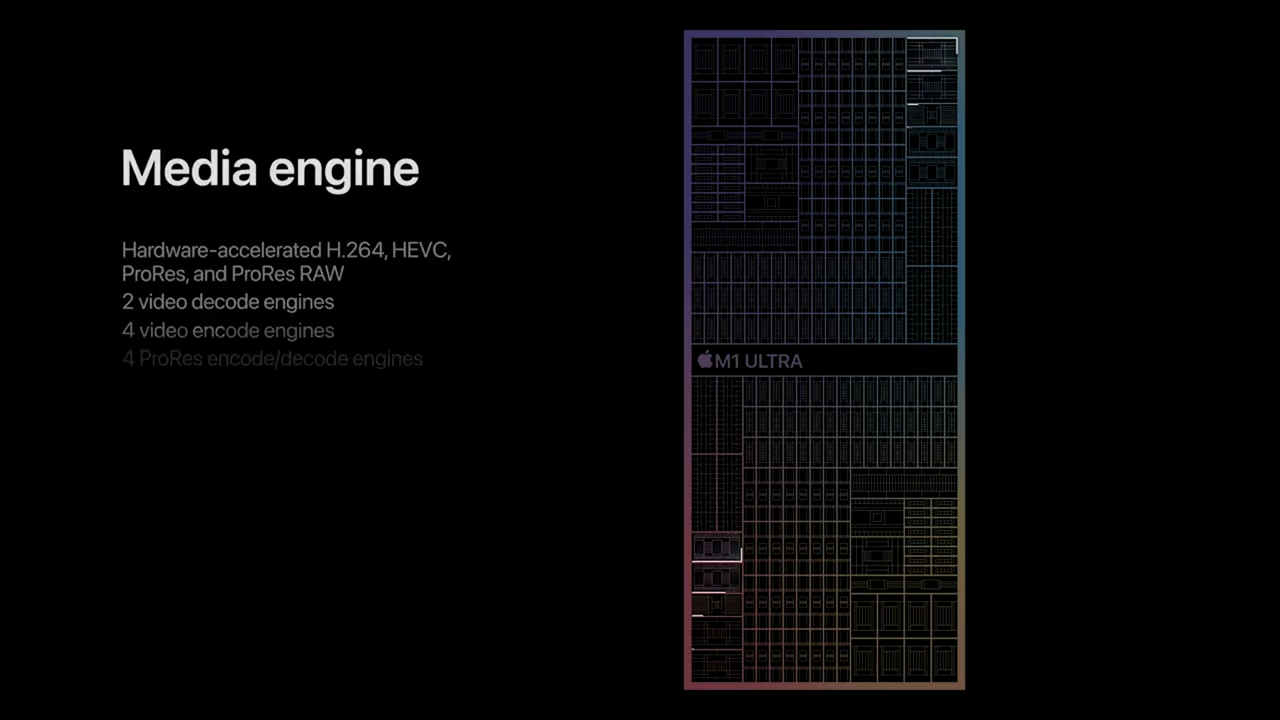 Media engine
Hardware-accelerated H.264, HEVC,
ProRes, and ProRes RAW
2 video decode engines
4 video encode engines
4 ProRes encode/decode engines
M1 ULTRA